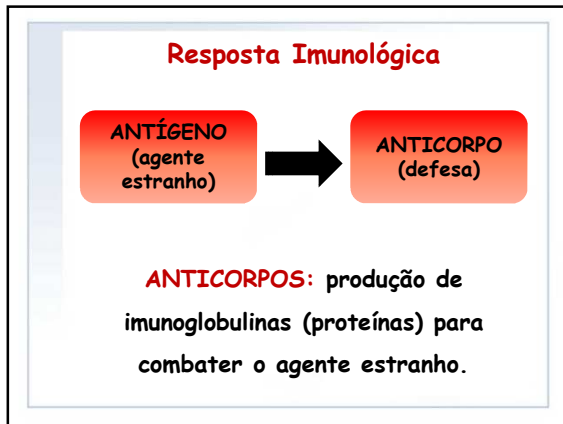 Resposta Imunológica
ANTÍGENO
(agente
estranho)
ANTICORPO
(defesa)
ANTICORPOS: produção de
imunoglobulinas (proteínas) para
combater o agente estranho.